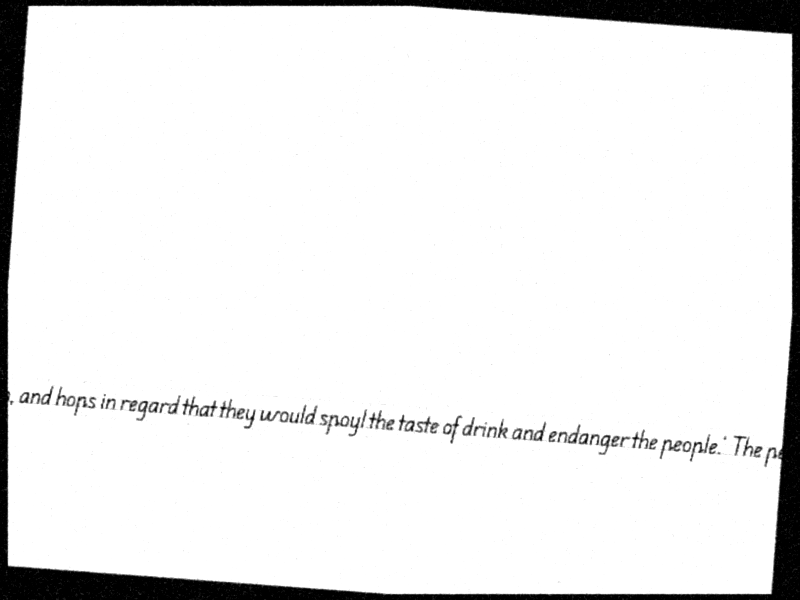 , and hops in regard that they would spoyl the taste of drink and endanger the people.' The